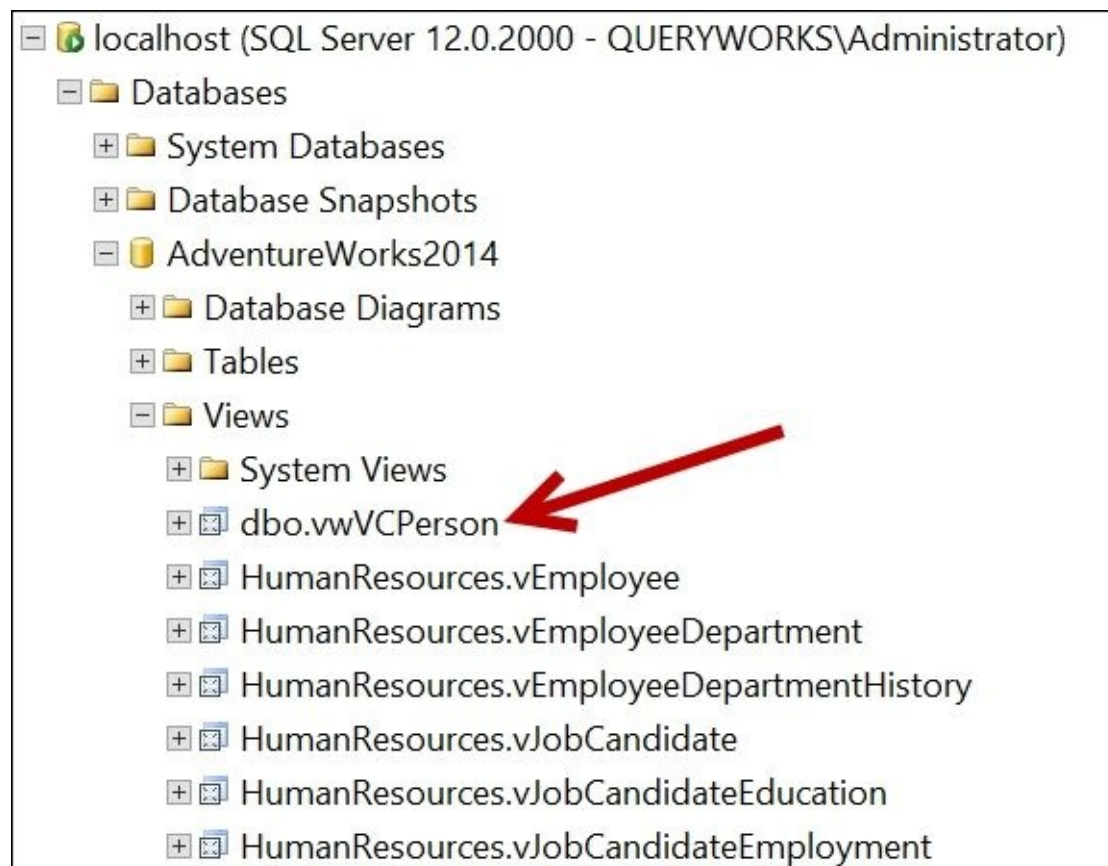 localhost (SQL Server 12.0.2000 - QUERYWORKS\Administrator)
Databases
System Databases
Database Snapshots
AdventureWorks2014
Database Diagrams
Tables
Views
System Views
dbo.vwVCPerson
HumanResources.vEmployee
HumanResources.vEmployeeDepartment
HumanResources.vEmployeeDepartmentHistory
HumanResources.vJobCandidate
HumanResources.vJobCandidateEducation
HumanResources.vJobCandidateEmployment